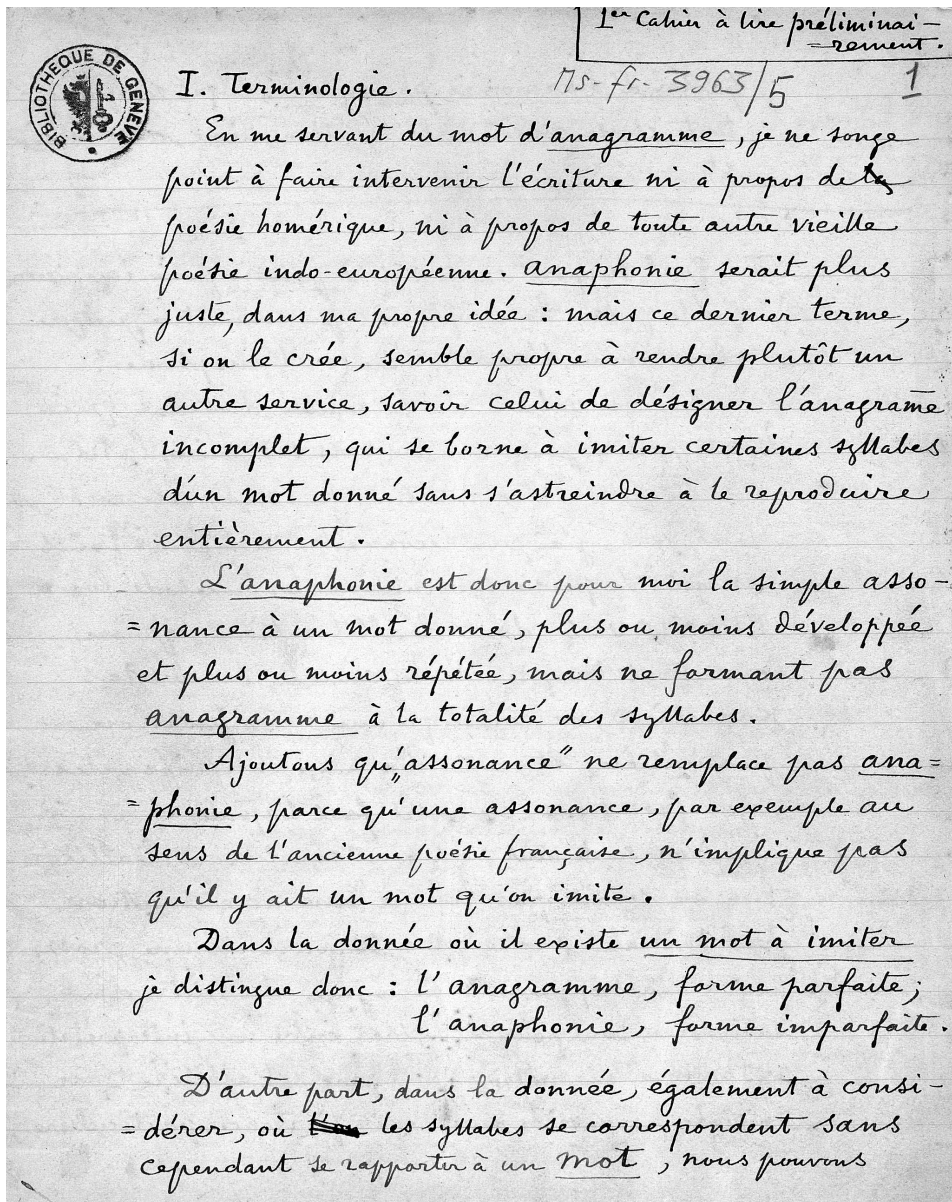 1er Cahier à lire préliminai-
=rement.
BIBLIOTHEQUE DE GENEVE
Ms. fr. 3963/5
1
I. Terminologie.
En me servant du mot d'anagramme, je ne songe
point à faire intervenir l'écriture ni à propos de la
poésie homérique, ni à propos de toute autre vieille
poésie indo-européenne. Anaphonie serait plus
juste, dans ma propre idée : mais ce dernier terme,
si on le crée, semble propre à rendre plutôt un
autre service, savoir celui de désigner l'anagram̄e
incomplet, qui se borne à imiter certaines syllabes
d'un mot donné sans s'astreindre à le reproduire
entièrement.
L'anaphonie est donc pour moi la simple asso-
=nance à un mot donné, plus ou moins développée
et plus ou moins répétée, mais ne formant pas
anagramme à la totalité des syllabes.
Ajoutons qu'„assonance" ne remplace pas ana=
=phonie, parce qu'une assonance, par exemple au
sens de l'ancienne poésie française, n'implique pas
qu'il y ait un mot qu'on imite.
Dans la donnée où il existe un mot à imiter
je distingue donc : l'anagramme, forme parfaite;
l'anaphonie, forme imparfaite.
D'autre part, dans la donnée, également à consi-
=dérer, où les syllabes se correspondent sans
cependant se rapporter à un mot, nous pouvons